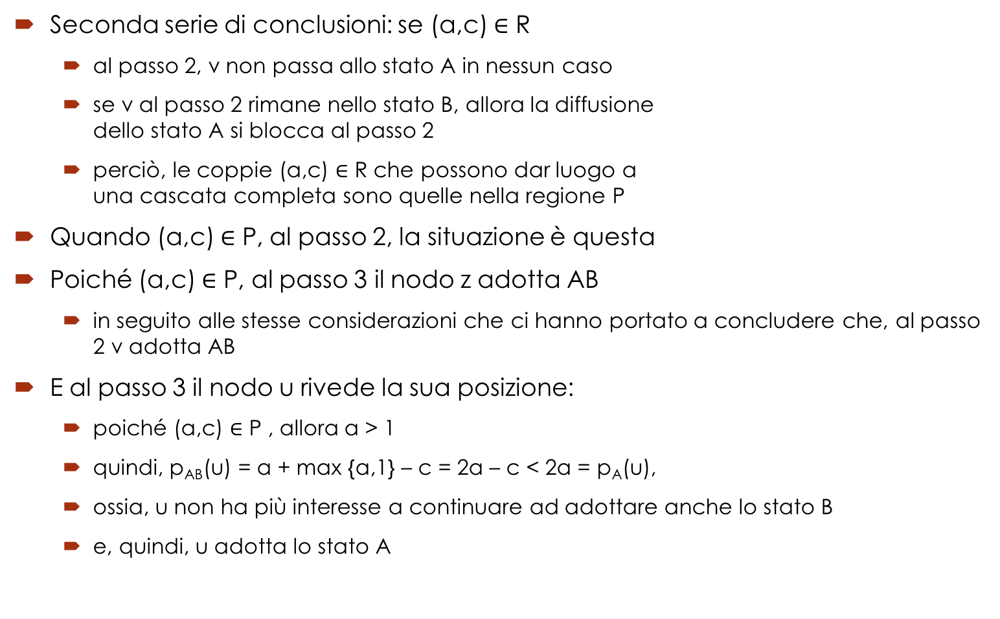 Seconda serie di conclusioni: se (a,c) ∈ R
al passo 2, v non passa allo stato A in nessun caso
se v al passo 2 rimane nello stato B, allora la diffusione
dello stato A si blocca al passo 2
perciò, le coppie (a,c) ∈ R che possono dar luogo a
una cascata completa sono quelle nella regione P
Quando (a,c) ∈ P, al passo 2, la situazione è questa
Poiché (a,c) ∈ P, al passo 3 il nodo z adotta AB
in seguito alle stesse considerazioni che ci hanno portato a concludere che, al passo
2 v adotta AB
E al passo 3 il nodo u rivede la sua posizione:
poiché (a,c) ∈ P , allora a > 1
quindi, p_AB(u) = a + max {a,1} – c = 2a – c < 2a = p_A(u),
ossia, u non ha più interesse a continuare ad adottare anche lo stato B
e, quindi, u adotta lo stato A